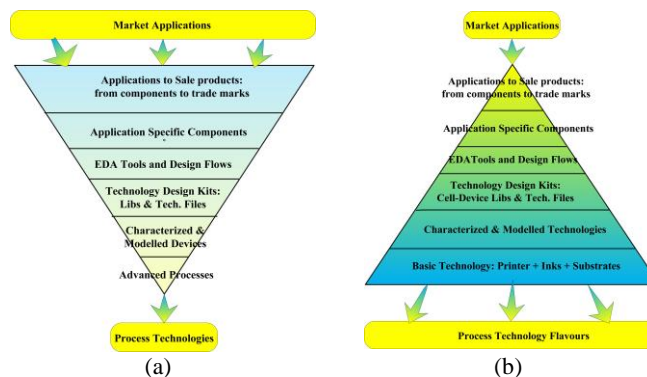 Market Applications
Applications to Sale products:
from components to trade marks
Application Specific Components
EDA Tools and Design Flows
Technology Design Kits:
Libs & Tech. Files
Characterized &
Modelled Devices
Advanced Processes
Process Technologies
(a)
Market Applications
Applications to Sale products:
from components to trade marks
Application Specific Components
EDATools and Design Flows
Technology Design Kits:
Cell-Device Libs & Tech. Files
Characterized & Modelled Technologies
Basic Technology: Printer + Inks + Substrates
Process Technology Flavours
(b)